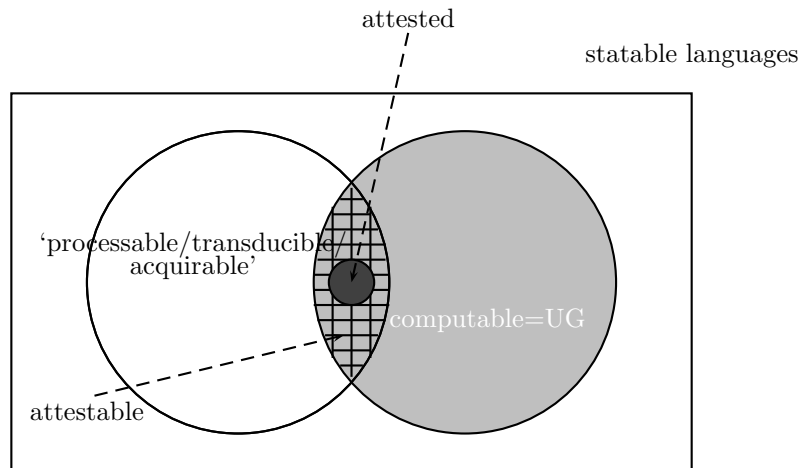 attested
statable languages
‘processable/transducible/
acquirable’
computable=UG
attestable